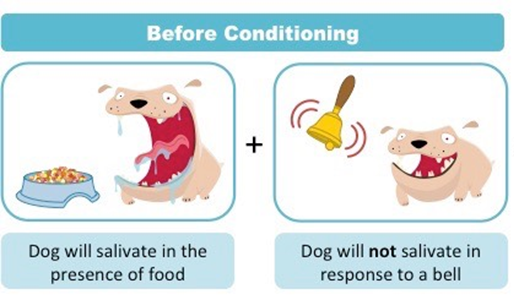 Before Conditioning
+
Dog will salivate in the
presence of food
Dog will not salivate in
response to a bell